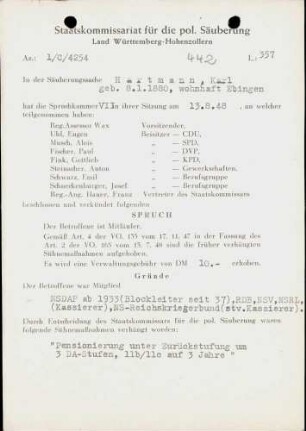 Staatskommissariat für die pol. Säuberung
Land Württemberg-Hohenzollern
Nr.: 1/C/4254 442 L. 357
In der Säuberungssache H a r t m a n n , Karl
geb. 8.1.1880, wohnhaft Ebingen
hat die Spruchkammer VII in ihrer Sitzung am 13.8.48 , an welcher
teilgenommen haben:
Reg.Assessor Wax Vorsitzender,
Uhl, Eugen Beisitzer — CDU,
Munch, Alois „ — SPD,
Fischer, Paul „ — DVP,
Fink, Gottlieb „ — KPD,
Sternadter, Anton „ — Gewerkschaften,
Schwarz, Emil „ — Berufsgruppe
Schneckenburger, Josef „ — Berufsgruppe
Reg.-Ang. Bauer, Franz Vertreter des Staatskommissars
beschlossen und verkündet folgenden
SPRUCH
Der Betroffene ist Mitläufer.
Gemäß Art. 4 der VO. 133 vom 17. 11. 47 in der Fassung des
Art. 2 der VO. 165 vom 13. 7. 48 sind die früher verhängten
Sühnemaßnahmen aufgehoben.
Es wird eine Verwaltungsgebühr von DM 10.- erhoben.
Gründe
Der Betroffene war Mitglied
NSDAP ab 1933(Blockleiter seit 37),RDB,NSV,NSRL,
(Kassierer),NS-Reichskriegerbund(stv.Kassierer).
Durch Entscheidung des Staatskommissars für die pol. Säuberung waren
folgende Sühnemaßnahmen verhängt worden:
"Pensionierung unter Zurückstufung um
3 DA-Stufen, 11b/11c auf 3 Jahre "